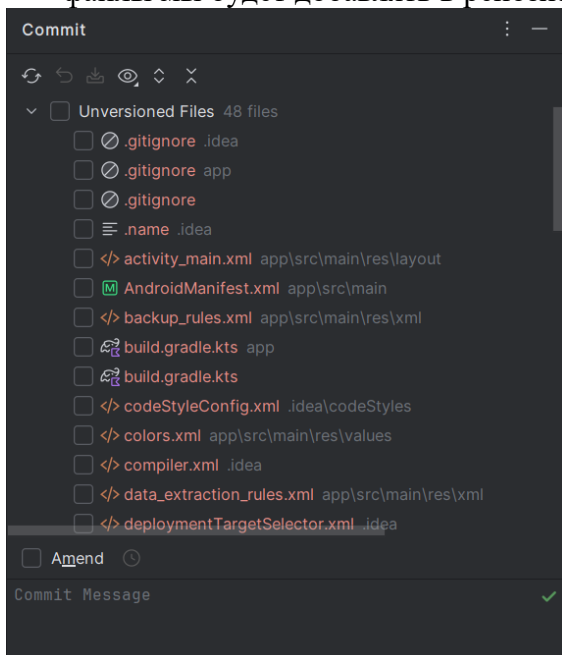 Commit
Unversioned Files 48 files
.gitignore .idea
.gitignore app
.gitignore
.name .idea
activity_main.xml app\src\main\res\layout
AndroidManifest.xml app\src\main
backup_rules.xml app\src\main\res\xml
build.gradle.kts app
build.gradle.kts
codeStyleConfig.xml .idea\codeStyles
colors.xml app\src\main\res\values
compiler.xml .idea
data_extraction_rules.xml app\src\main\res\xml
deploymentTargetSelector.xml .idea
Amend
Commit Message